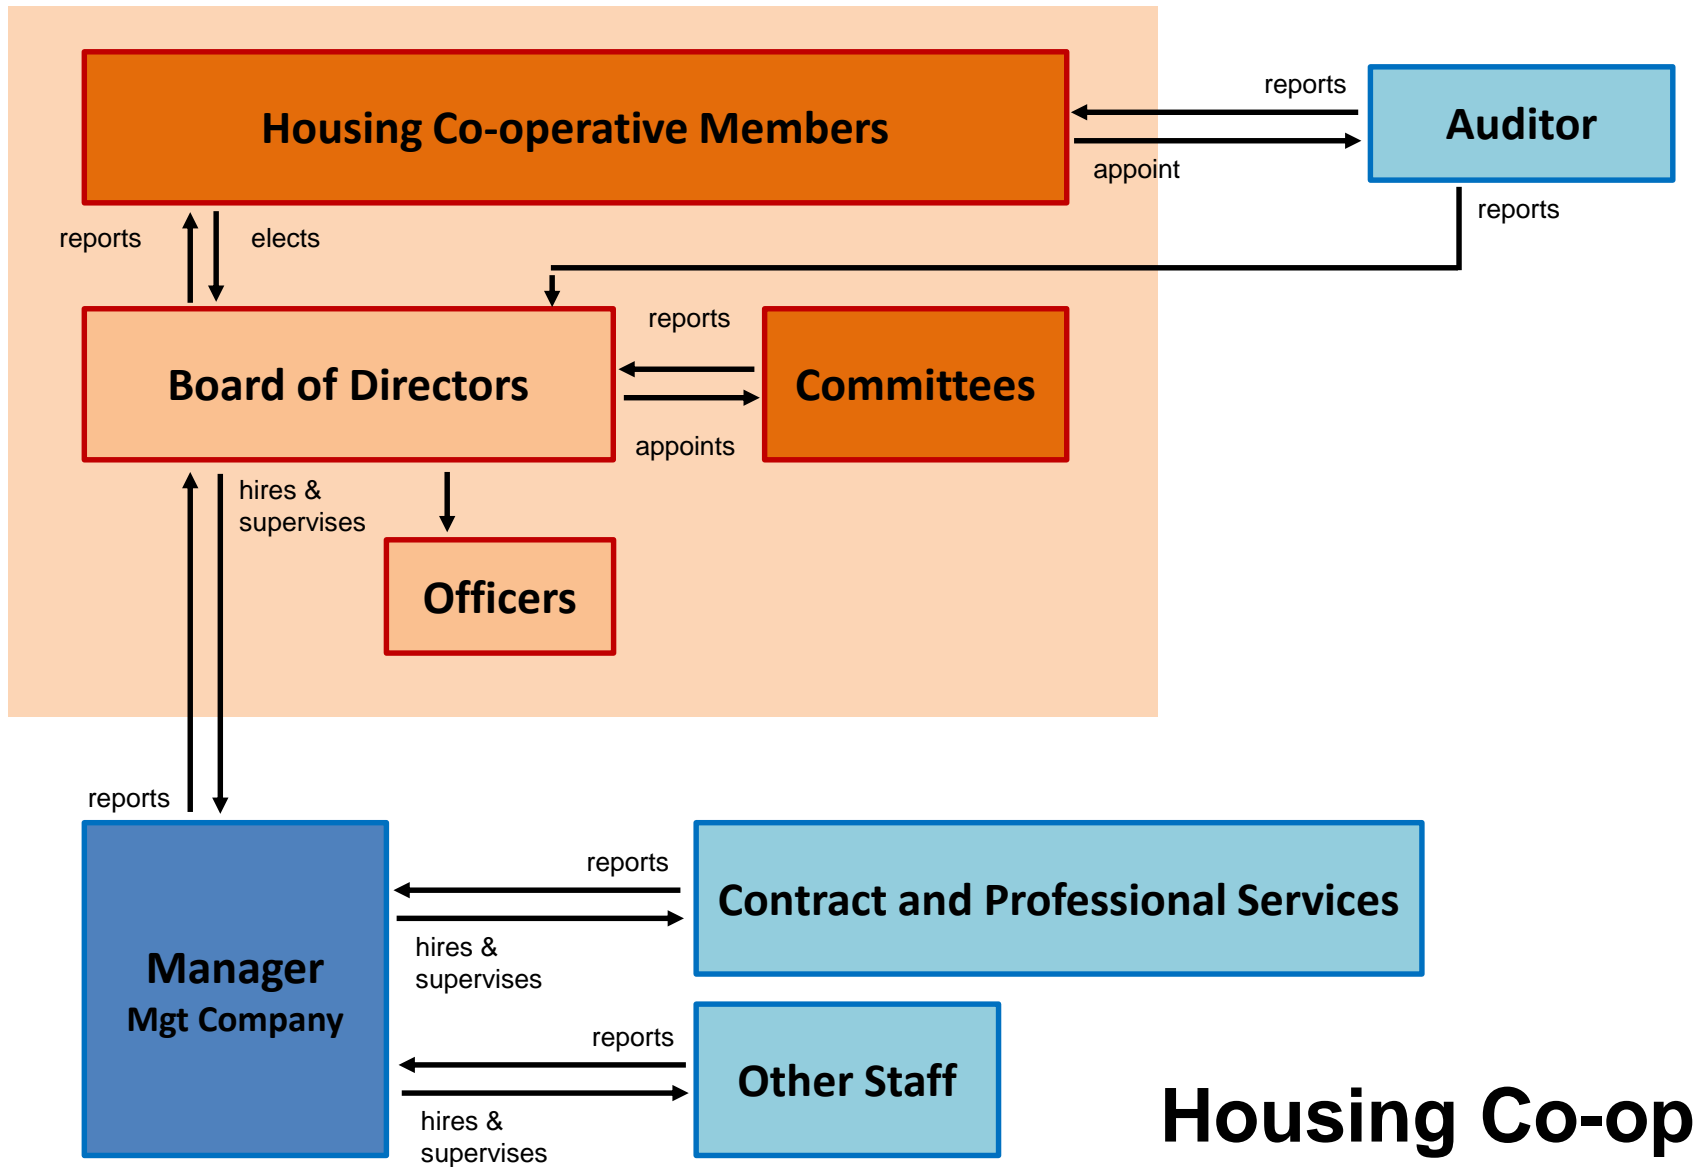 reports
Housing Co-operative Members
Auditor
appoint
reports
reports
elects
reports
Board of Directors
Committees
appoints
hires &
supervises
Officers
reports
reports
Contract and Professional Services
hires &
supervises
Manager
Mgt Company
reports
Other Staff
hires &
supervises
Housing Co-op